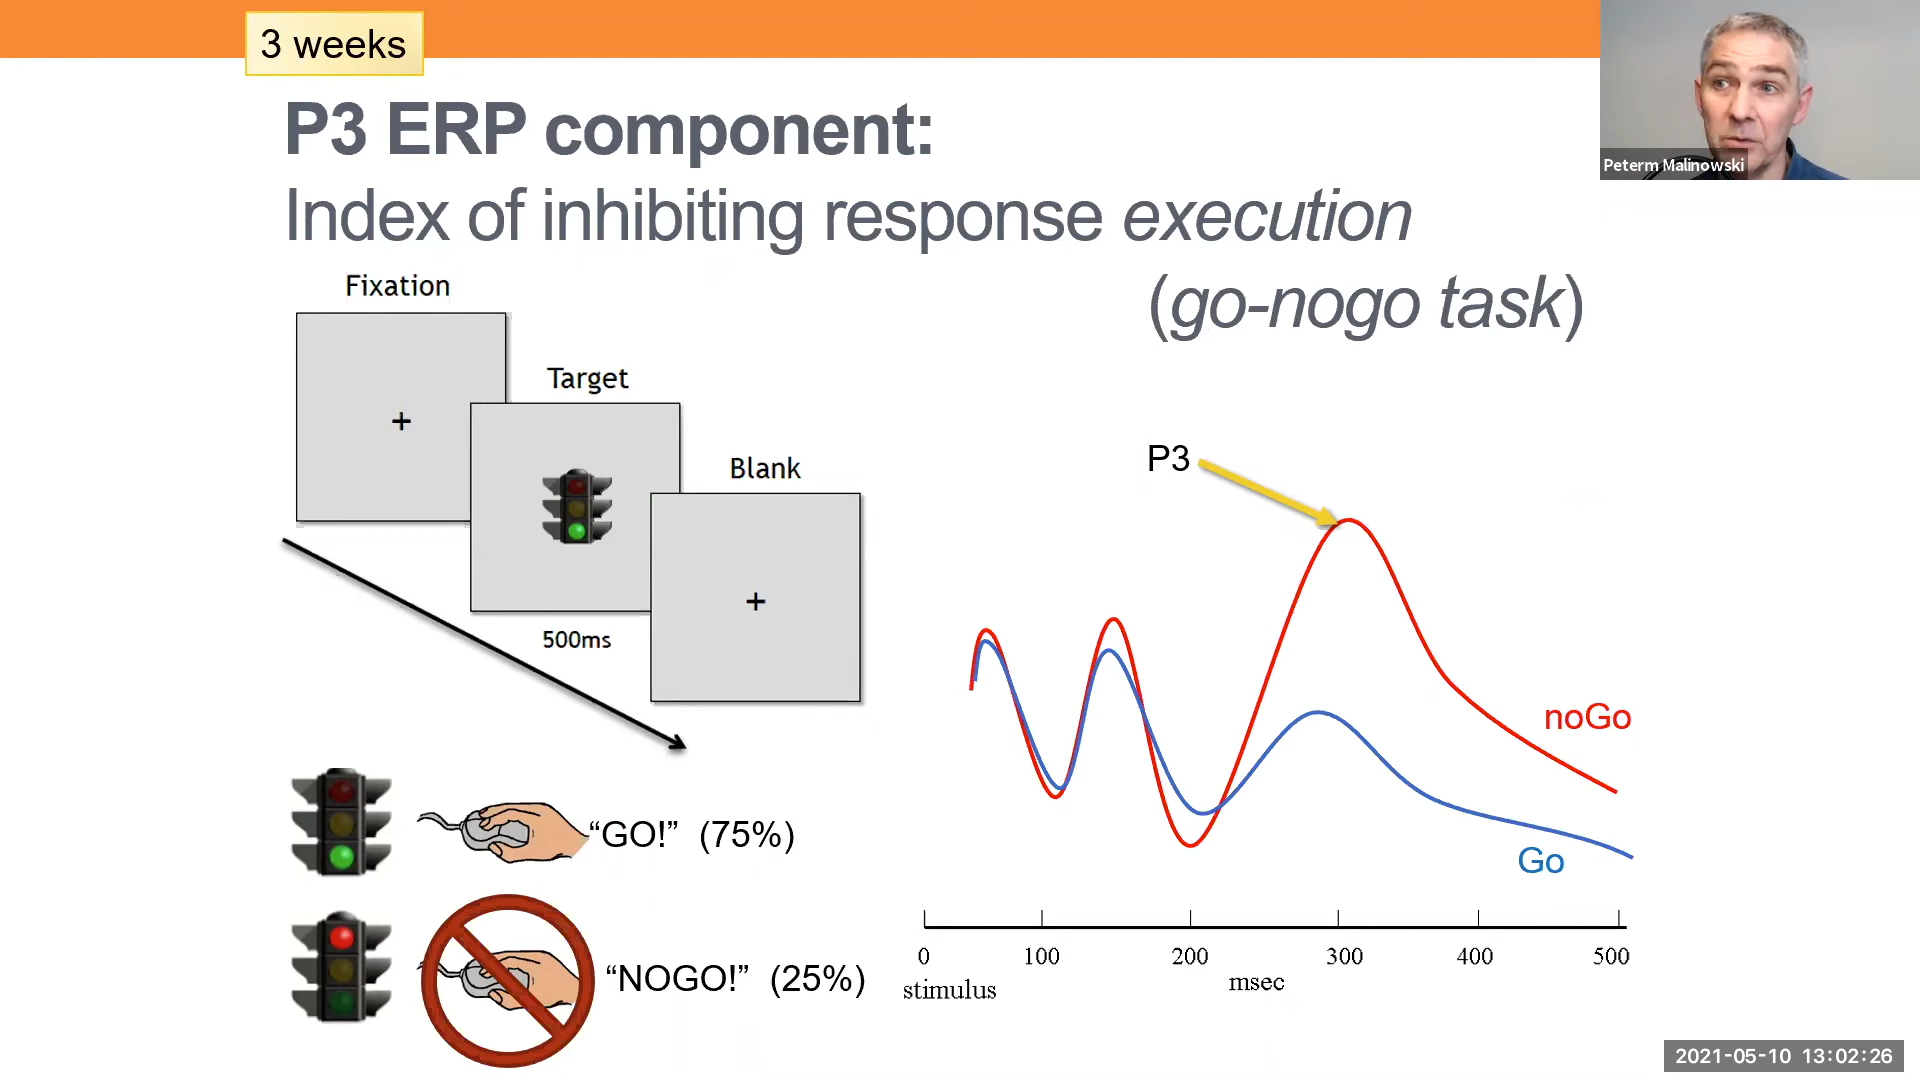 3 weeks
Peterm Malinowski
P3 ERP component:
Index of inhibiting response execution
(go-nogo task)
Fixation
+
Target
Blank
+
500ms
P3
noGo
Go
“GO!” (75%)
“NOGO!” (25%)
0 100 200 300 400 500
stimulus
msec
2021-05-10 13:02:26